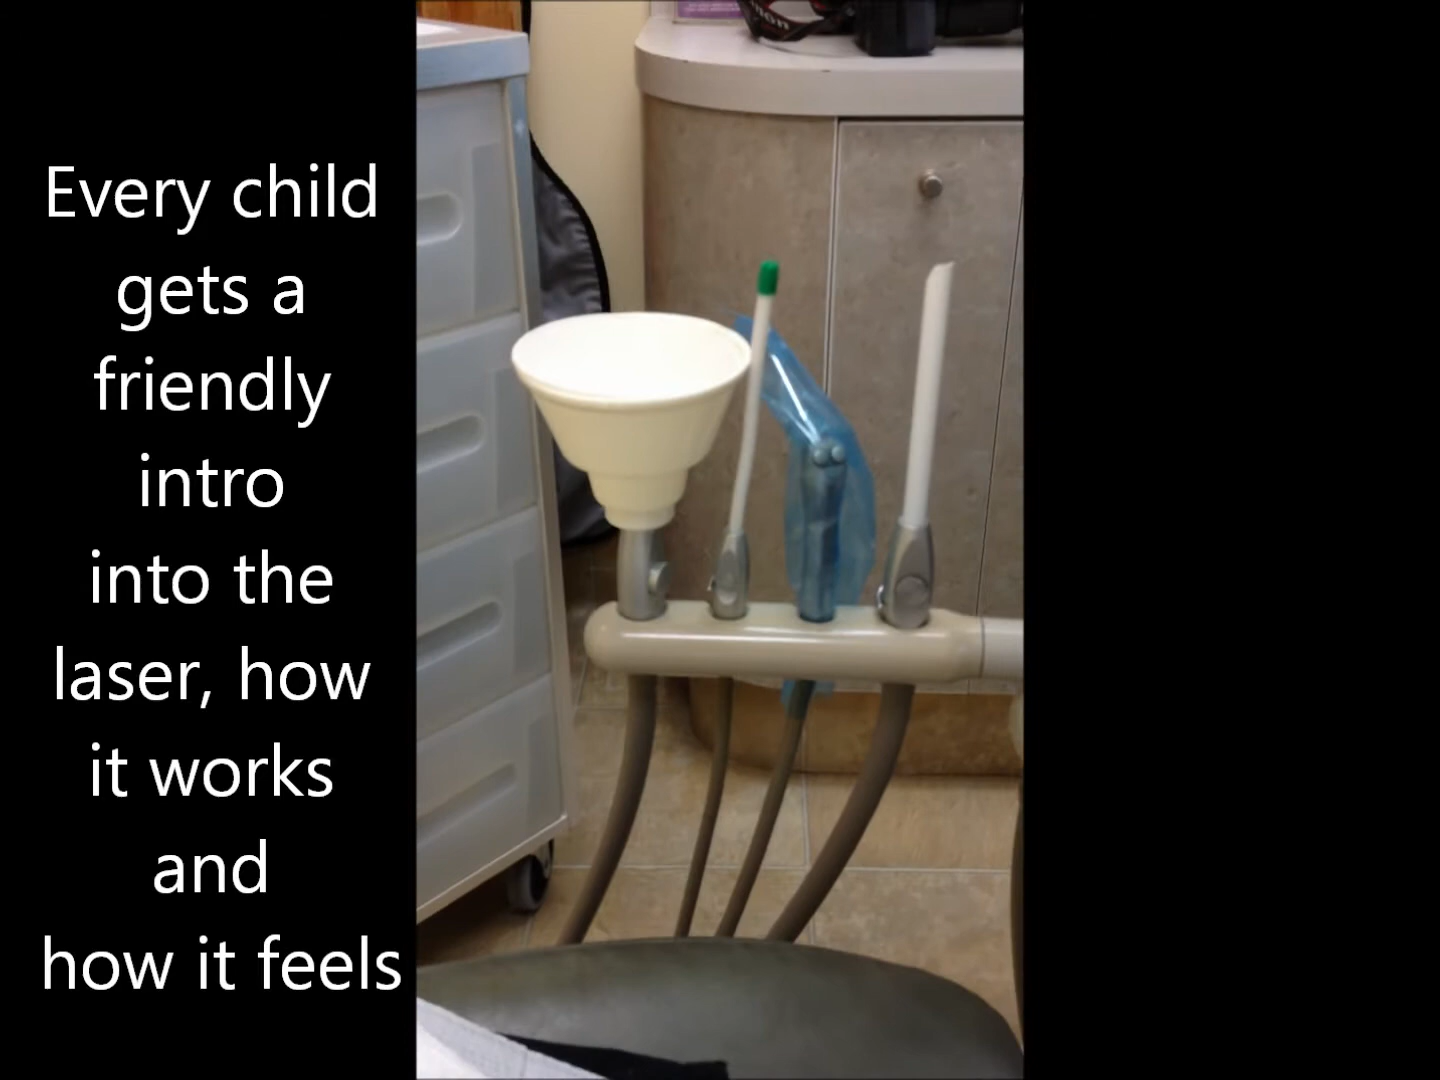 Every child
gets a
friendly
intro
into the
laser, how
it works
and
how it feels